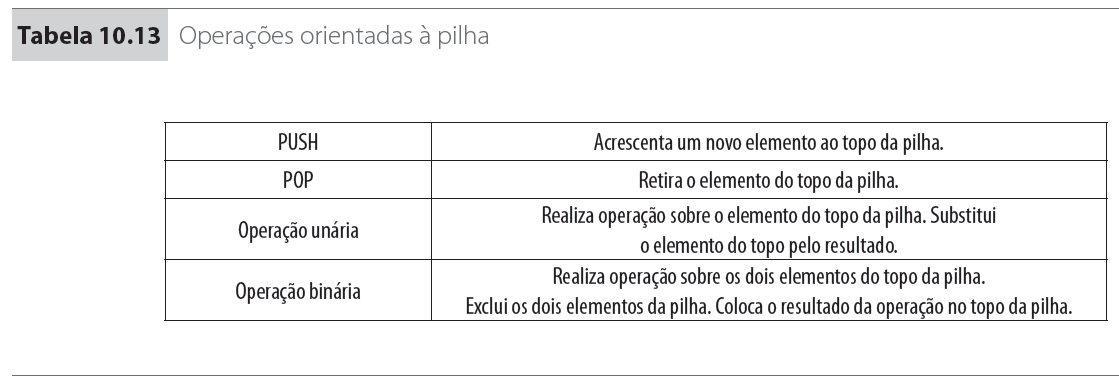 Tabela 10.13 Operações orientadas à pilha
PUSH Acrescenta um novo elemento ao topo da pilha.
POP Retira o elemento do topo da pilha.
Operação unária Realiza operação sobre o elemento do topo da pilha. Substitui
o elemento do topo pelo resultado.
Operação binária Realiza operação sobre os dois elementos do topo da pilha.
Exclui os dois elementos da pilha. Coloca o resultado da operação no topo da pilha.